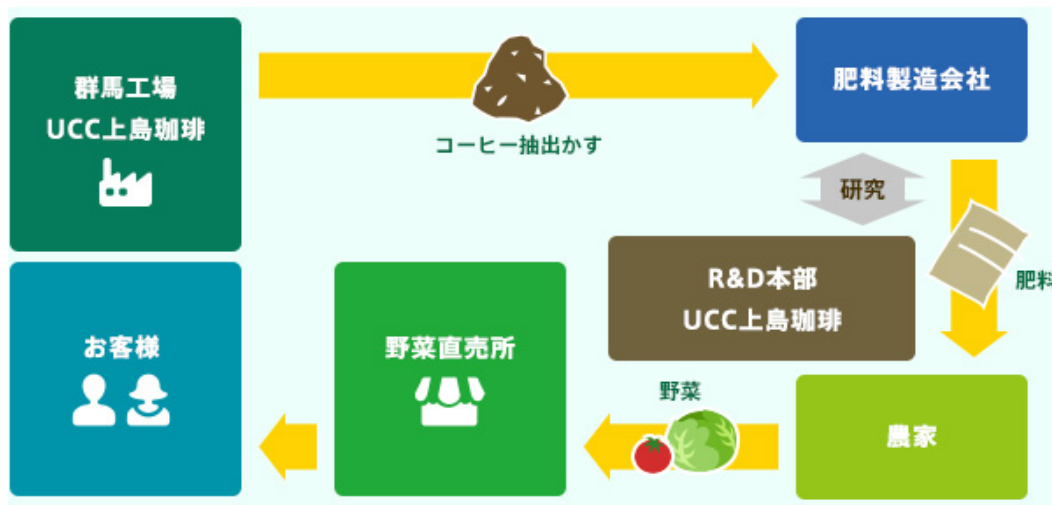 群馬工場
UCC上島珈琲
コーヒー抽出かす
肥料製造会社
研究
肥料
R&D本部
UCC上島珈琲
農家
野菜
野菜直売所
お客様